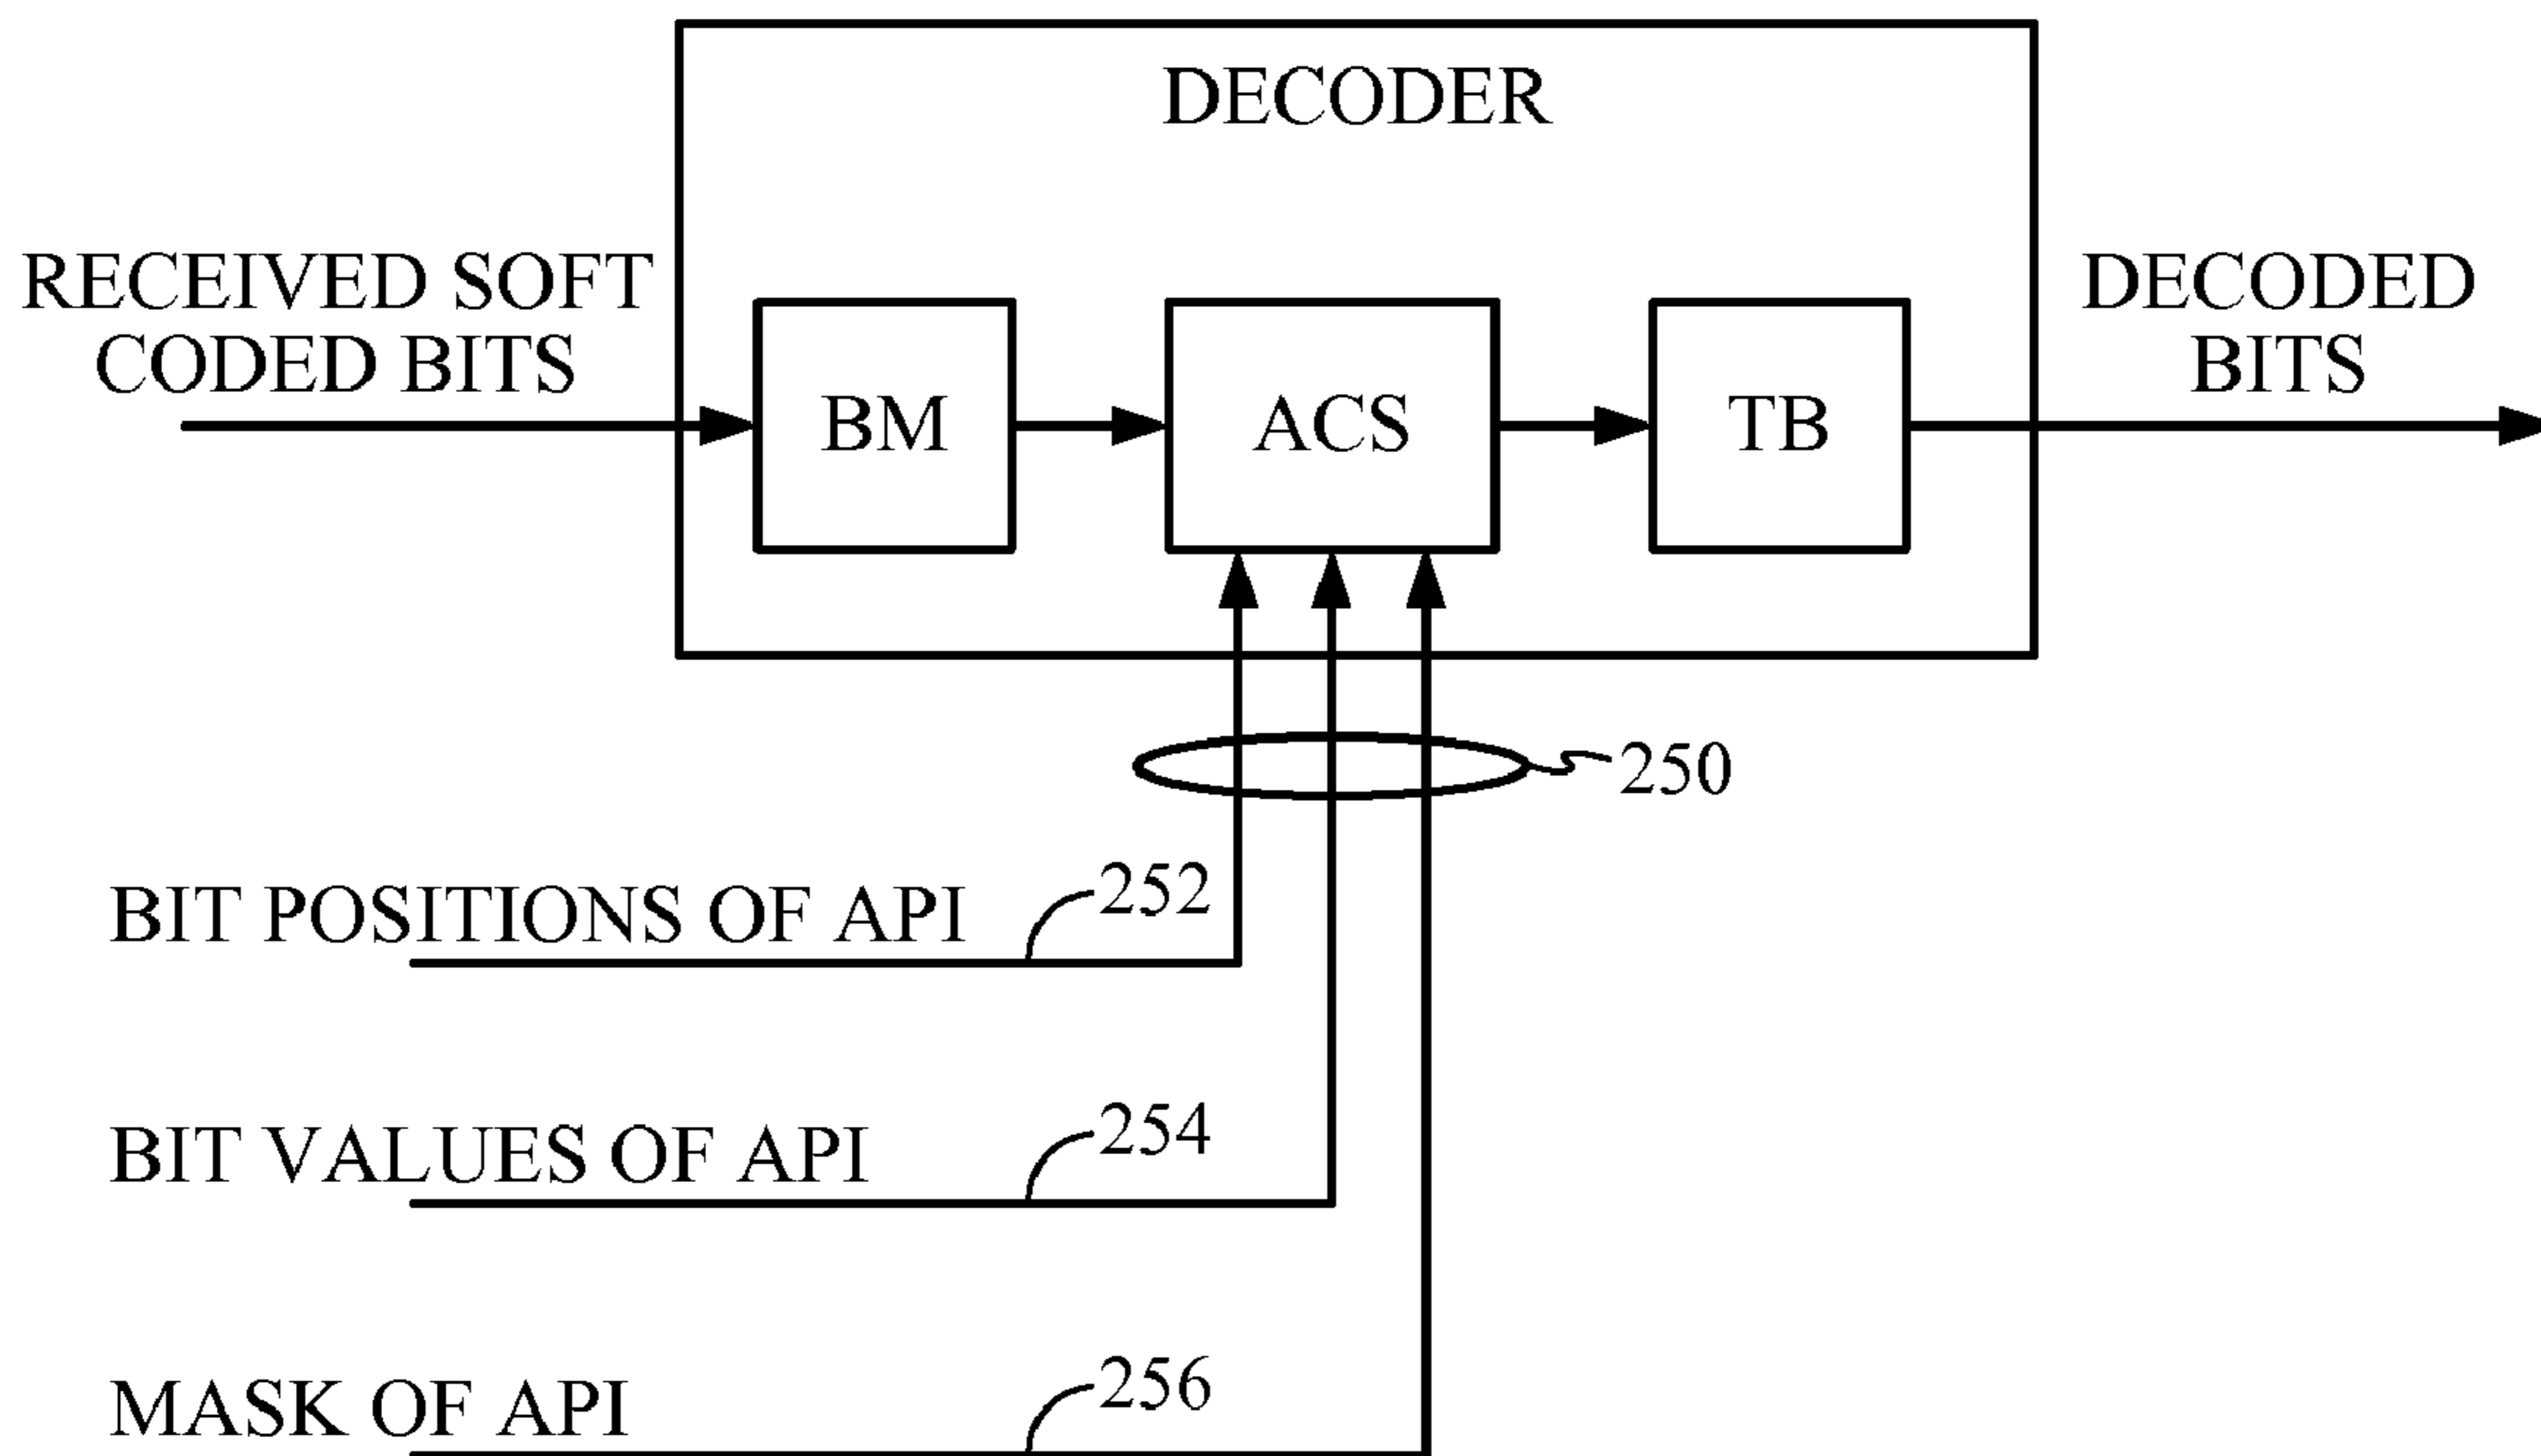 DECODER
RECEIVED SOFT
CODED BITS
BM
ACS
TB
DECODED
BITS
250
BIT POSITIONS OF API
252
BIT VALUES OF API
254
MASK OF API
256